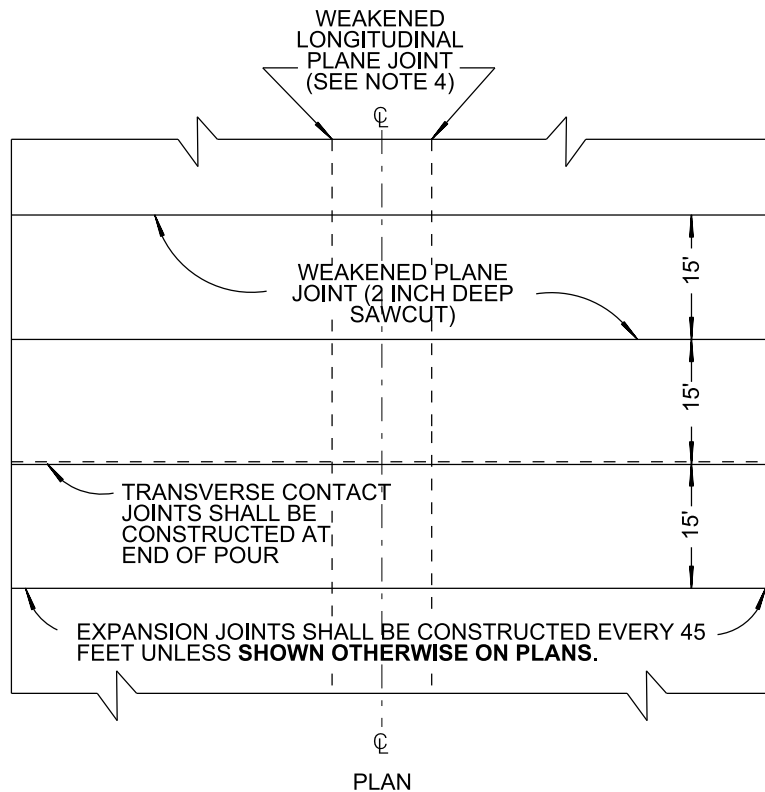 WEAKENED
LONGITUDINAL
PLANE JOINT
(SEE NOTE 4)
℄
WEAKENED PLANE
JOINT (2 INCH DEEP
SAWCUT)
15'
15'
15'
TRANSVERSE CONTACT
JOINTS SHALL BE
CONSTRUCTED AT
END OF POUR
EXPANSION JOINTS SHALL BE CONSTRUCTED EVERY 45
FEET UNLESS SHOWN OTHERWISE ON PLANS.
℄
PLAN